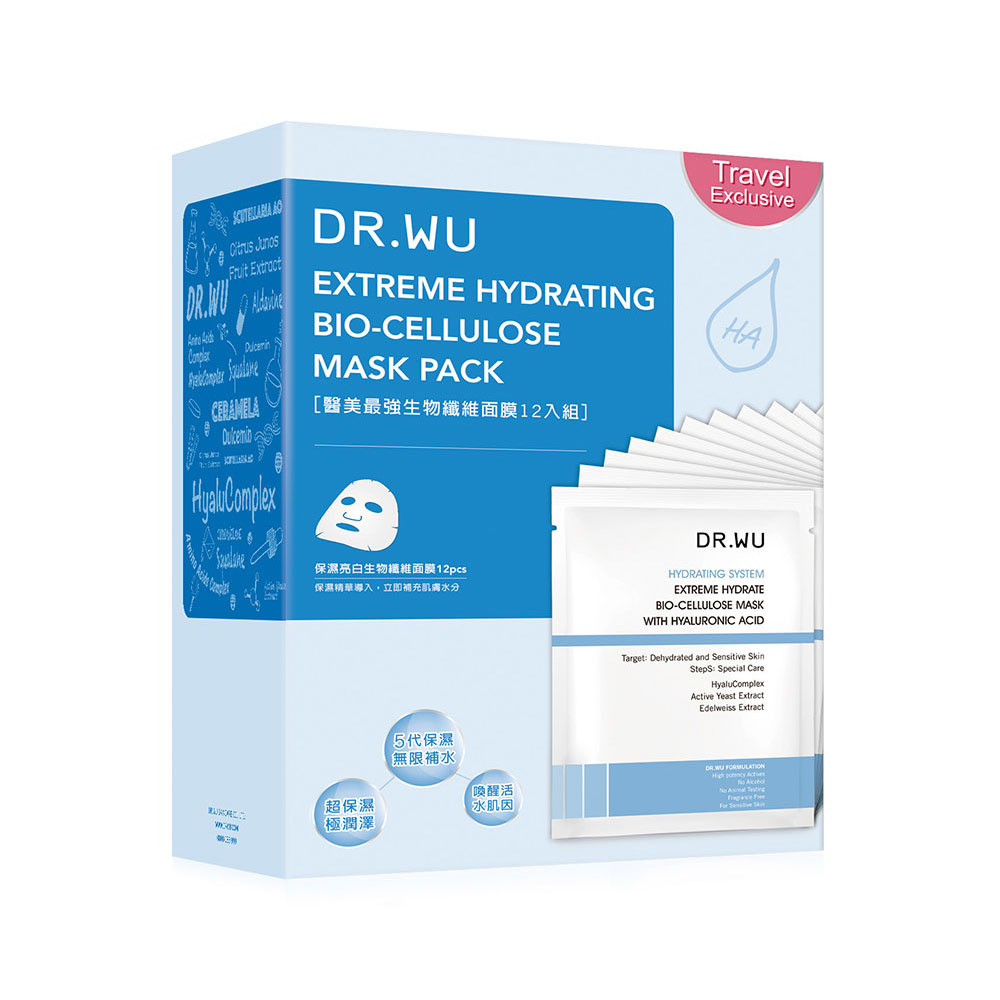 Travel
Exclusive
DR.WU
EXTREME HYDRATING
BIO-CELLULOSE
MASK PACK
[醫美最強生物纖維面膜12入組]
HA
保濕亮白生物纖維面膜12pcs
保濕精華導入，立即補充肌膚水分
5代保濕
無限補水
超保濕
極潤澤
喚醒活
水肌因
DR.WU
HYDRATING SYSTEM
EXTREME HYDRATE
BIO-CELLULOSE MASK
WITH HYALURONIC ACID
Target: Dehydrated and Sensitive Skin
Step5: Special Care
HyaluComplex
Active Yeast Extract
Edelweiss Extract
DR.WU FORMULATION
High potency Actives
No Alcohol
No Animal Testing
Fragrance Free
For Sensitive Skin
SCUTELLARIA AO
Citrus Junos
Fruit Extract
DR.WU
Aldavine
Amino Acids
Complex
Dulcemin
HyaluComplex
Squalane
CERAMELA
Dulcemin
HyaluComplex
Squalane
Amino Acids Complex